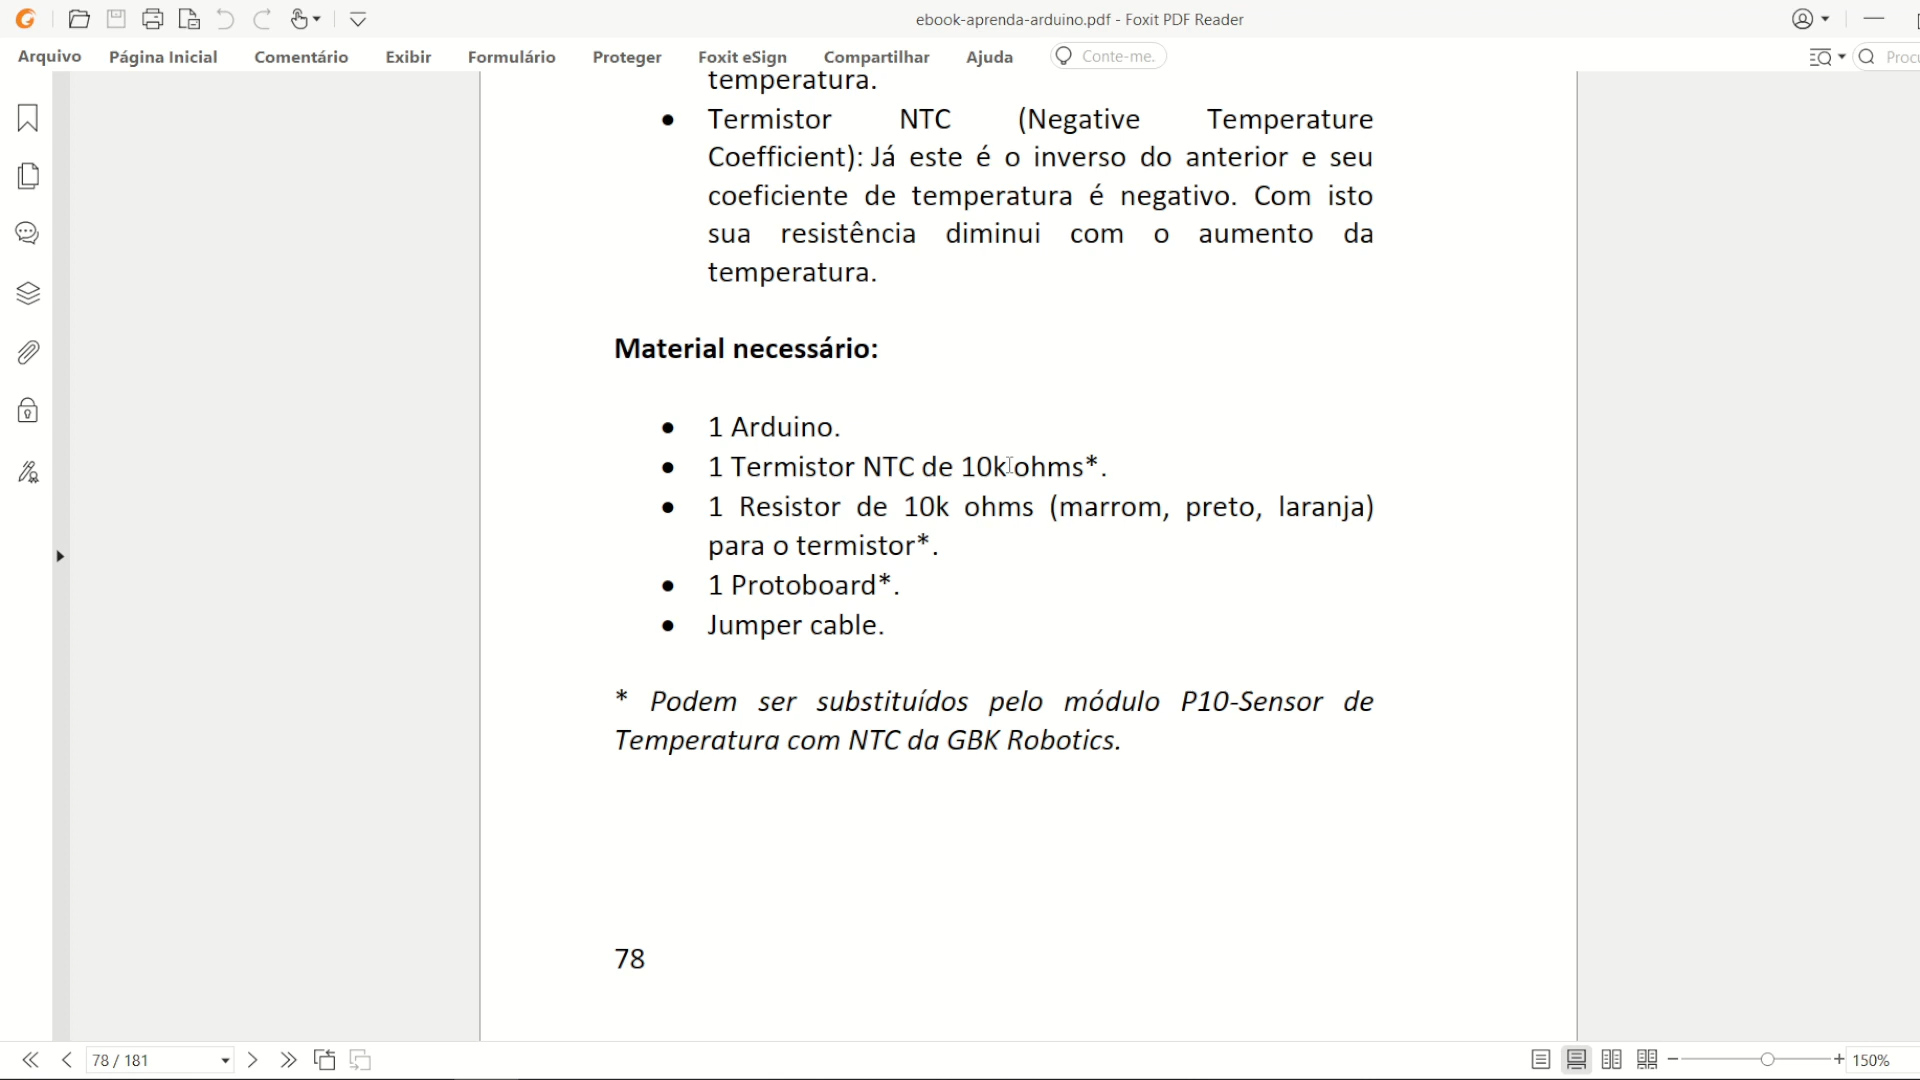 ebook-aprenda-arduino.pdf - Foxit PDF Reader
Arquivo Página Inicial Comentário Exibir Formulário Proteger Foxit eSign Compartilhar Ajuda Conte-me. Procu
temperatura.
• Termistor NTC (Negative Temperature
Coefficient): Já este é o inverso do anterior e seu
coeficiente de temperatura é negativo. Com isto
sua resistência diminui com o aumento da
temperatura.
Material necessário:
• 1 Arduino.
• 1 Termistor NTC de 10k ohms*.
• 1 Resistor de 10k ohms (marrom, preto, laranja)
para o termistor*.
• 1 Protoboard*.
• Jumper cable.
* Podem ser substituídos pelo módulo P10-Sensor de
Temperatura com NTC da GBK Robotics.
78
78 / 181 150%